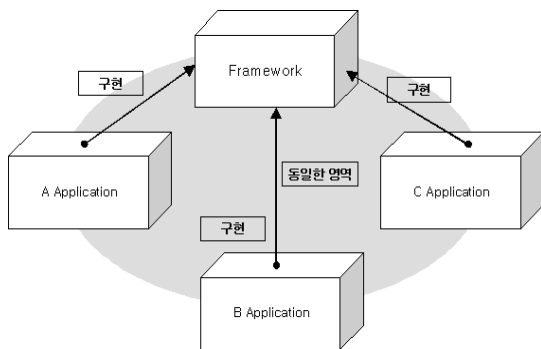 Framework
구현
구현
A Application
동일한 영역
C Application
구현
B Application